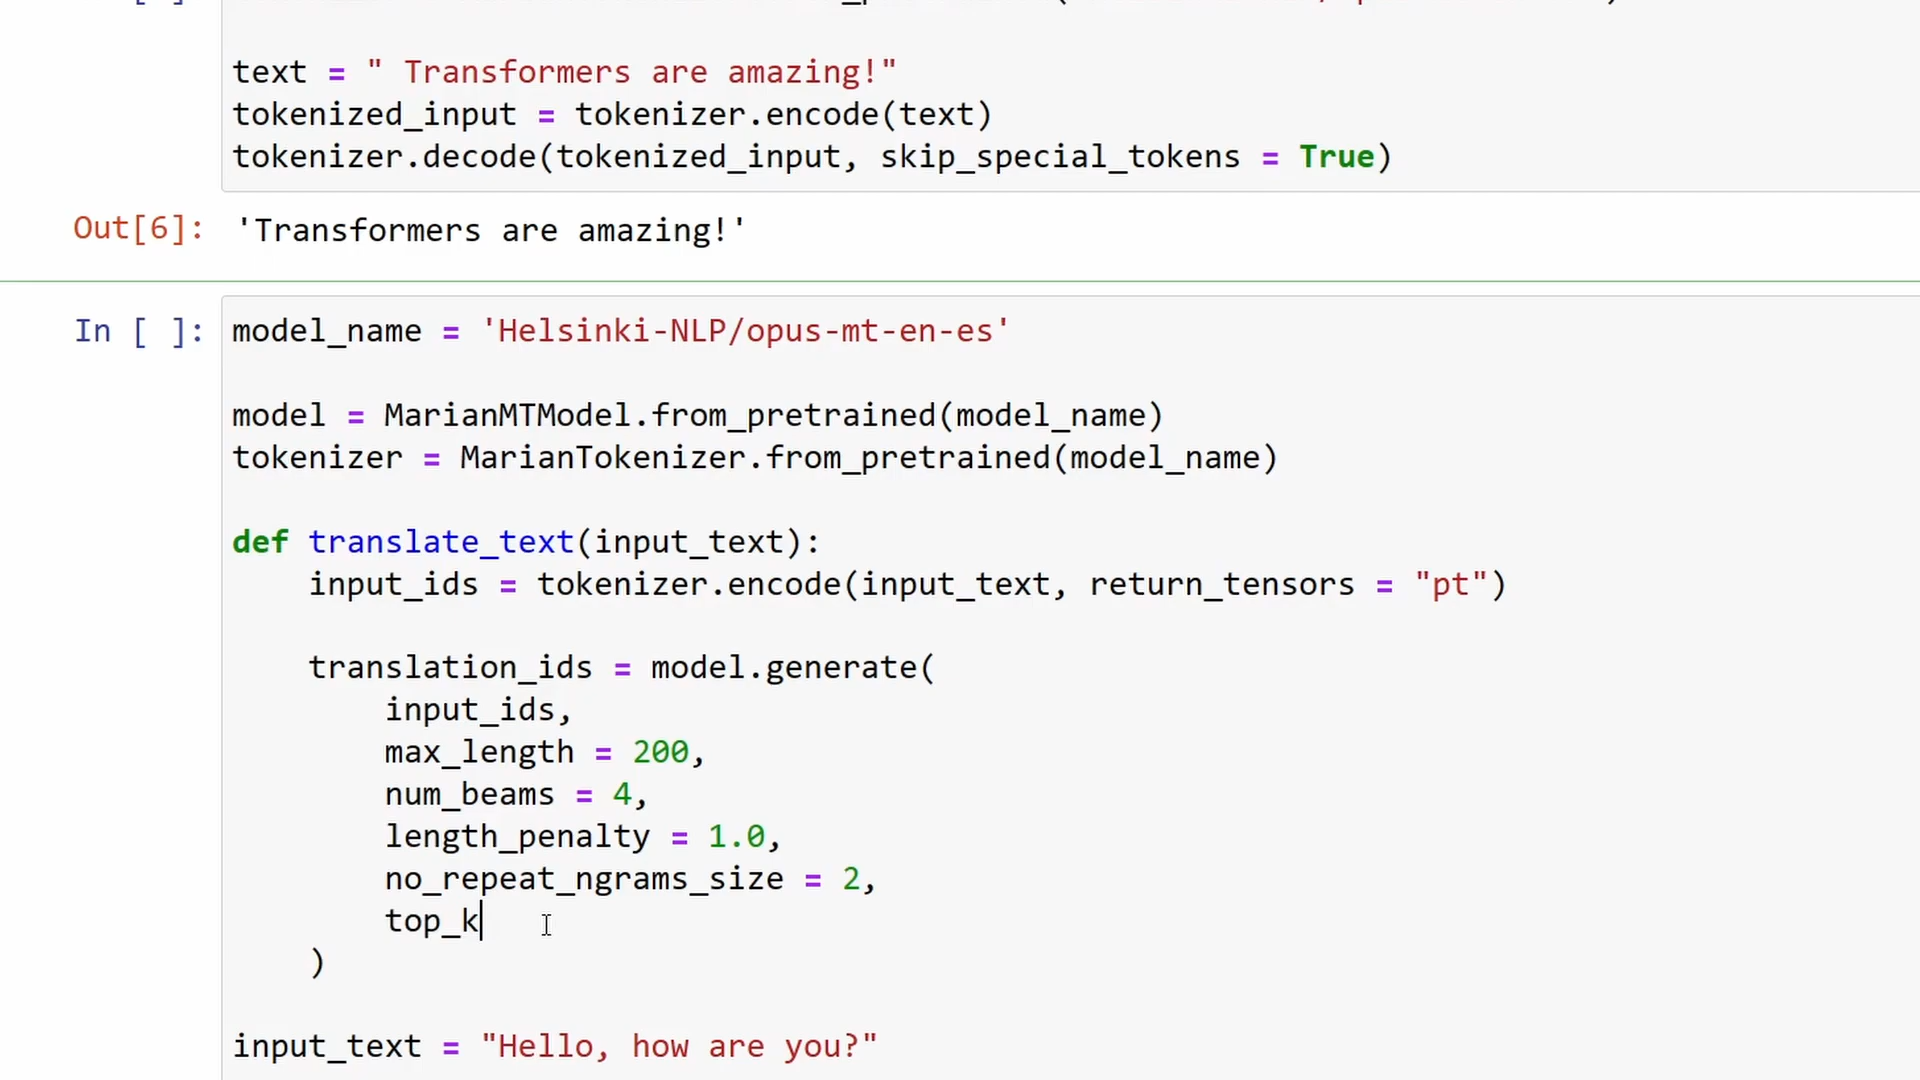 text = " Transformers are amazing!"
tokenized_input = tokenizer.encode(text)
tokenizer.decode(tokenized_input, skip_special_tokens = True)
Out[6]: 'Transformers are amazing!'
In [ ]: model_name = 'Helsinki-NLP/opus-mt-en-es'
model = MarianMTModel.from_pretrained(model_name)
tokenizer = MarianTokenizer.from_pretrained(model_name)
def translate_text(input_text):
input_ids = tokenizer.encode(input_text, return_tensors = "pt")
translation_ids = model.generate(
input_ids,
max_length = 200,
num_beams = 4,
length_penalty = 1.0,
no_repeat_ngrams_size = 2,
top_k
)
input_text = "Hello, how are you?"